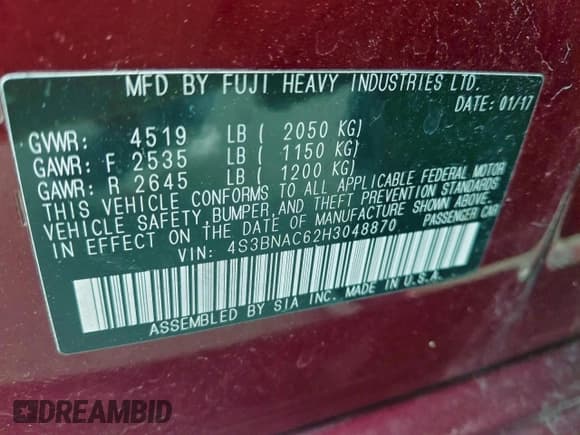 MFD BY FUJI HEAVY INDUSTRIES LTD.
DATE: 01/17
GVWR: 4519 LB ( 2050 KG)
GAWR: F 2535 LB ( 1150 KG)
GAWR: R 2645 LB ( 1200 KG)
THIS VEHICLE CONFORMS TO ALL APPLICABLE FEDERAL MOTOR
VEHICLE SAFETY, BUMPER, AND THEFT PREVENTION STANDARDS
IN EFFECT ON THE DATE OF MANUFACTURE SHOWN ABOVE.
VIN: 4S3BNAC62H3048870 PASSENGER CAR
ASSEMBLED BY SIA INC. MADE IN U.S.A.
DREAMBID